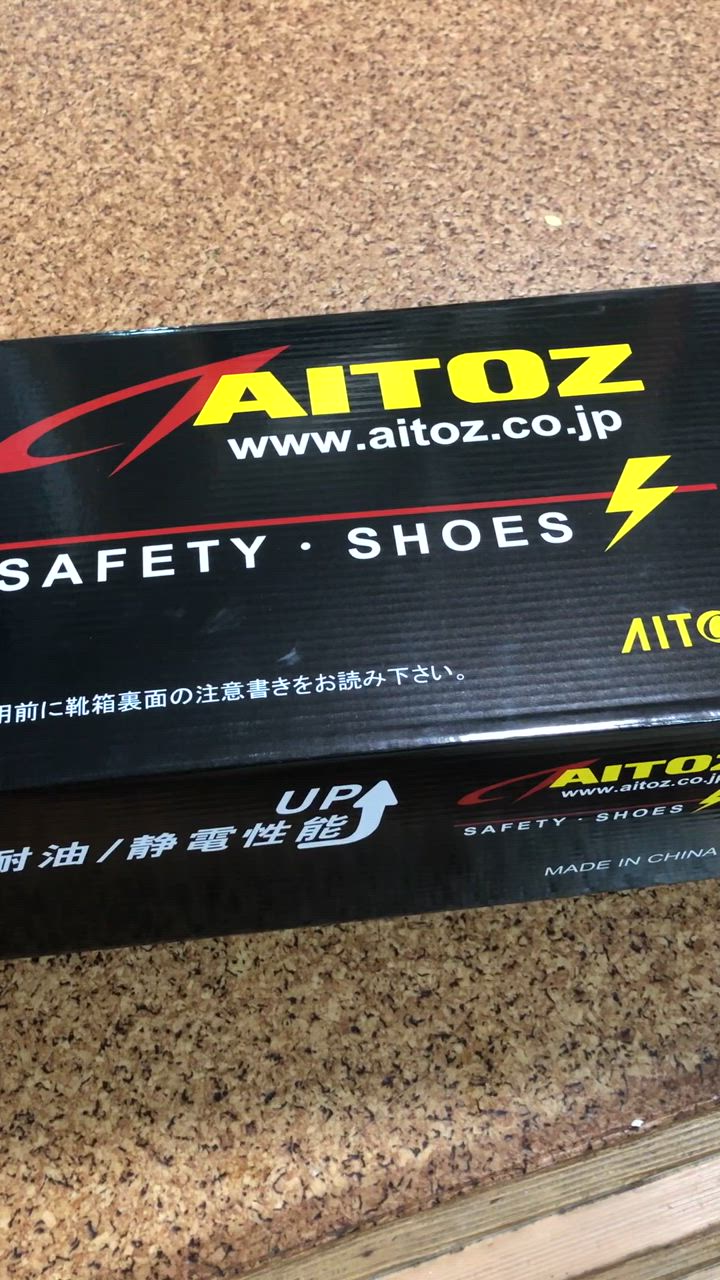 AITOZ
www.aitoz.co.jp
SAFETY・SHOES
AITO
用前に靴箱裏面の注意書きをお読み下さい。
UP
耐油/静電性能
AITOZ
www.aitoz.co.jp
SAFETY・SHOES
MADE IN CHINA